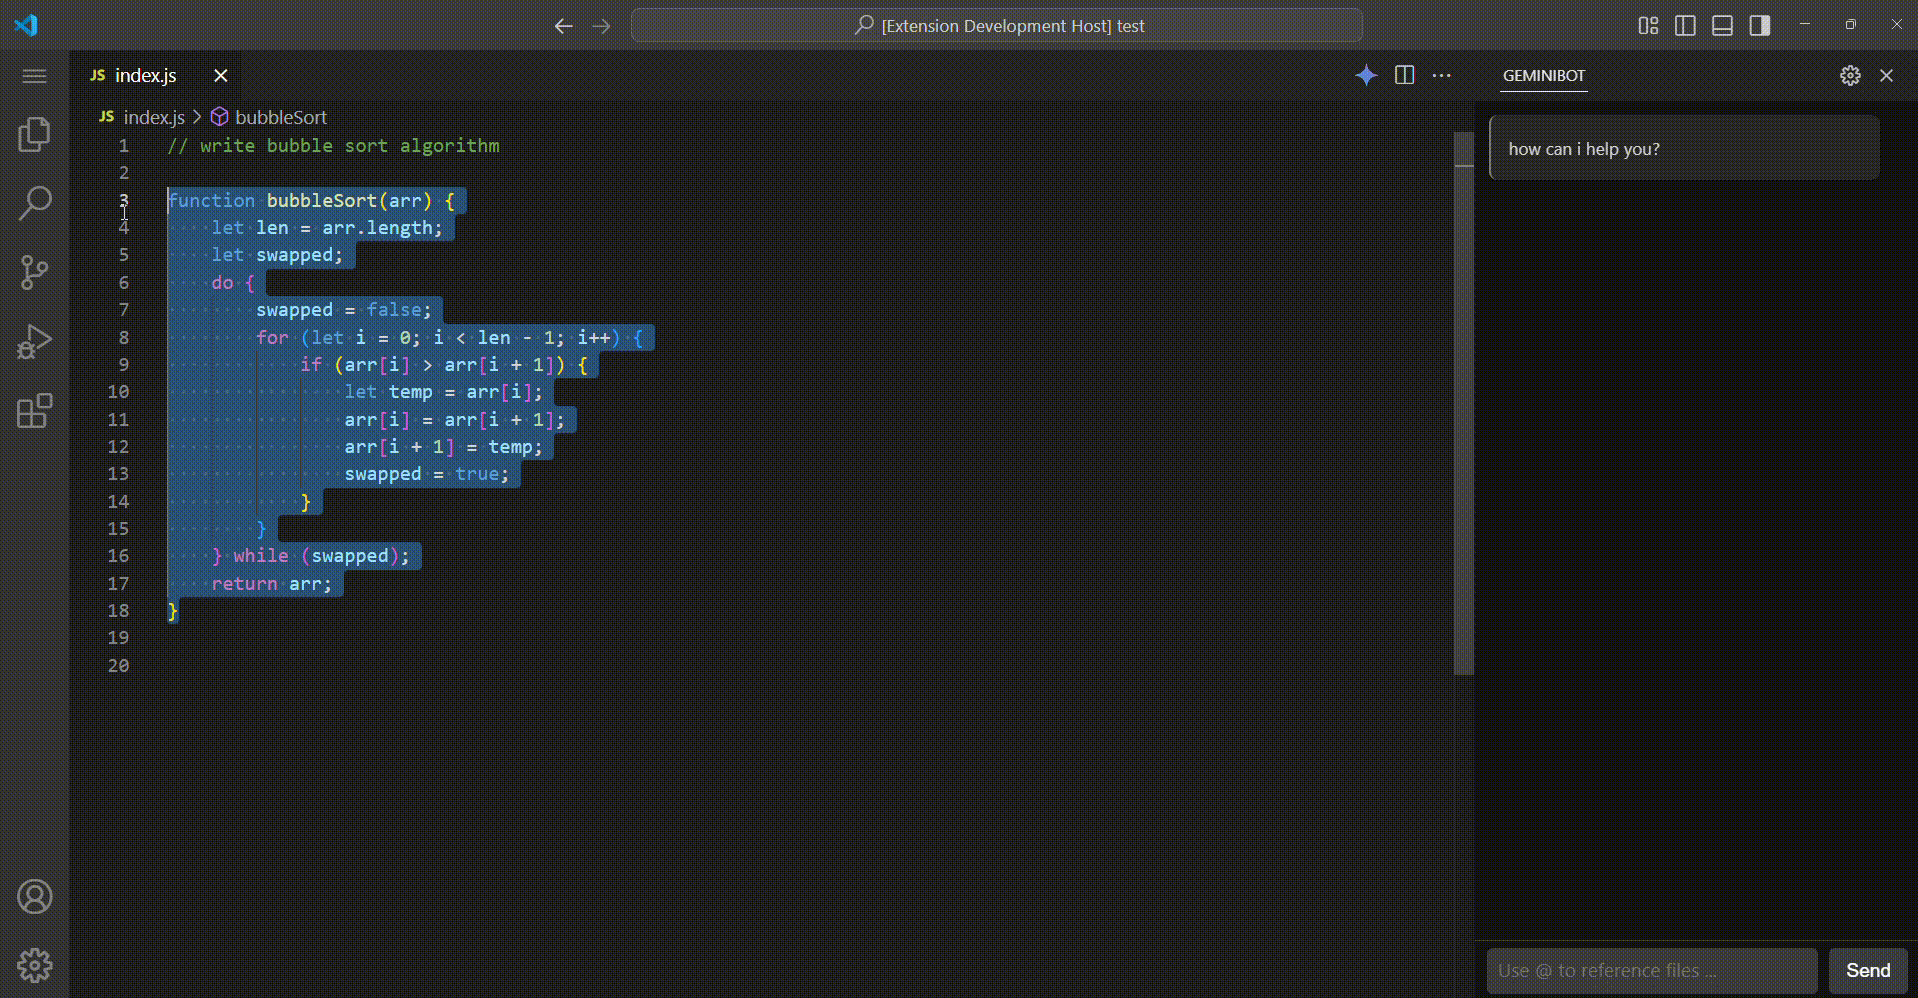 [Extension Development Host] test
JS index.js
GEMINIBOT
JS index.js > bubbleSort
how can i help you?
1 // write bubble sort algorithm
2
3 function bubbleSort(arr) {
4     let len = arr.length;
5     let swapped;
6     do {
7         swapped = false;
8         for (let i = 0; i < len - 1; i++) {
9             if (arr[i] > arr[i + 1]) {
10                 let temp = arr[i];
11                 arr[i] = arr[i + 1];
12                 arr[i + 1] = temp;
13                 swapped = true;
14             }
15         }
16     } while (swapped);
17     return arr;
18 }
19
20
Use @ to reference files ...
Send